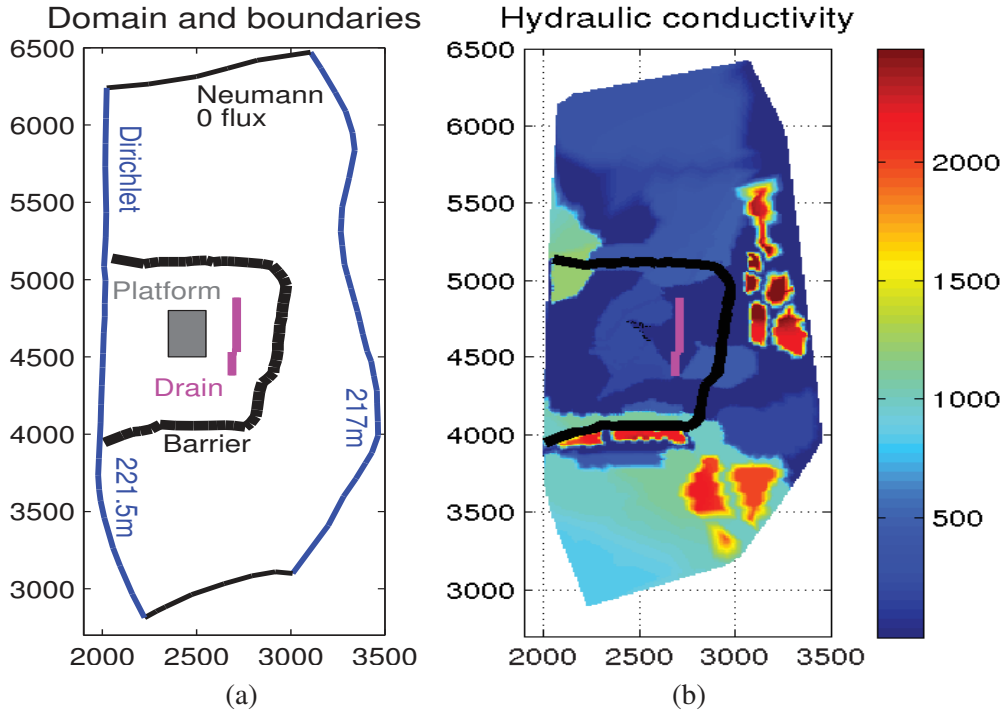 Domain and boundaries
6500
6000
5500
5000
4500
4000
3500
3000
2000
2500
3000
3500
Neumann
0 flux
Dirichlet
Platform
Drain
Barrier
217m
221.5m
(a)
Hydraulic conductivity
6500
6000
5500
5000
4500
4000
3500
3000
2000
2500
3000
3500
2000
1500
1000
500
(b)